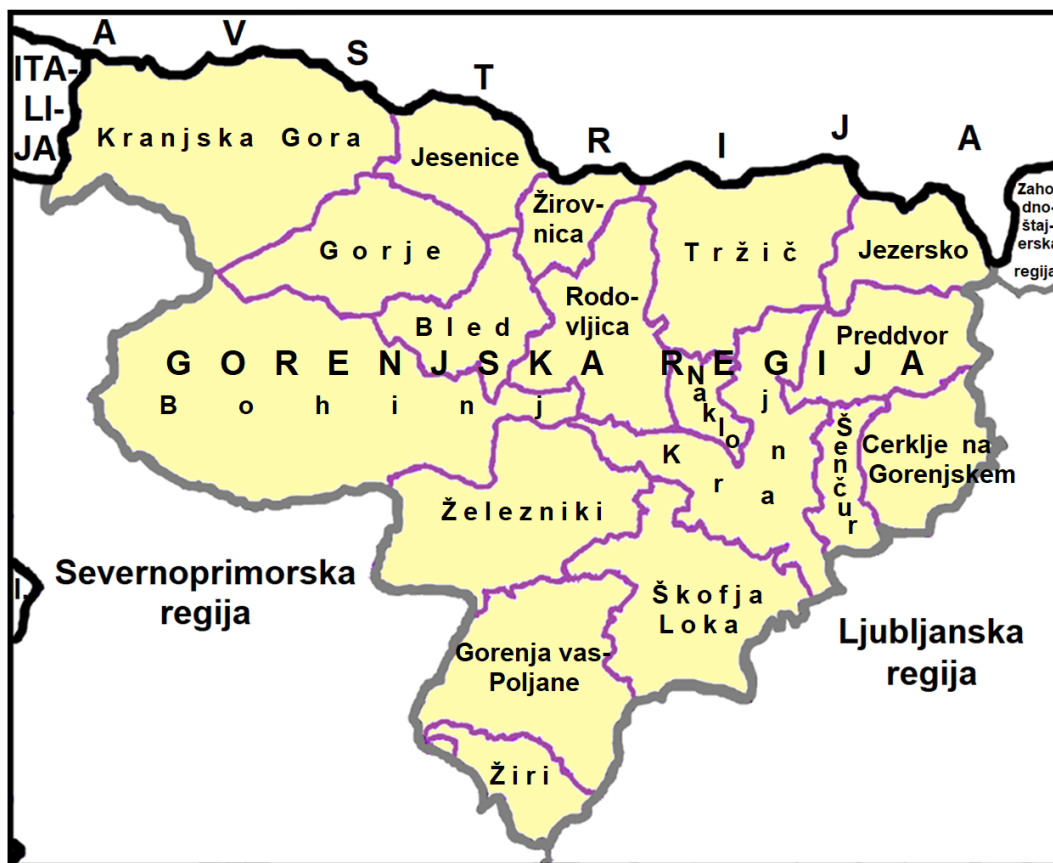 A V S T R I J A
ITA-
LI-
JA
Kranjska Gora
Jesenice
Žirov-
nica
Zaho
dno-
štaj-
erska
regija
Gorje
Tržič
Jezersko
Rodo-
vljica
Bled
Preddvor
GORENJSKA REGIJA
Bohinj
Naklo
Kranj
Šenčur
Cerklje na
Gorenjskem
Železniki
Severnoprimorska
regija
I.
Škofja
Loka
Ljubljanska
regija
Gorenja vas-
Poljane
Žiri